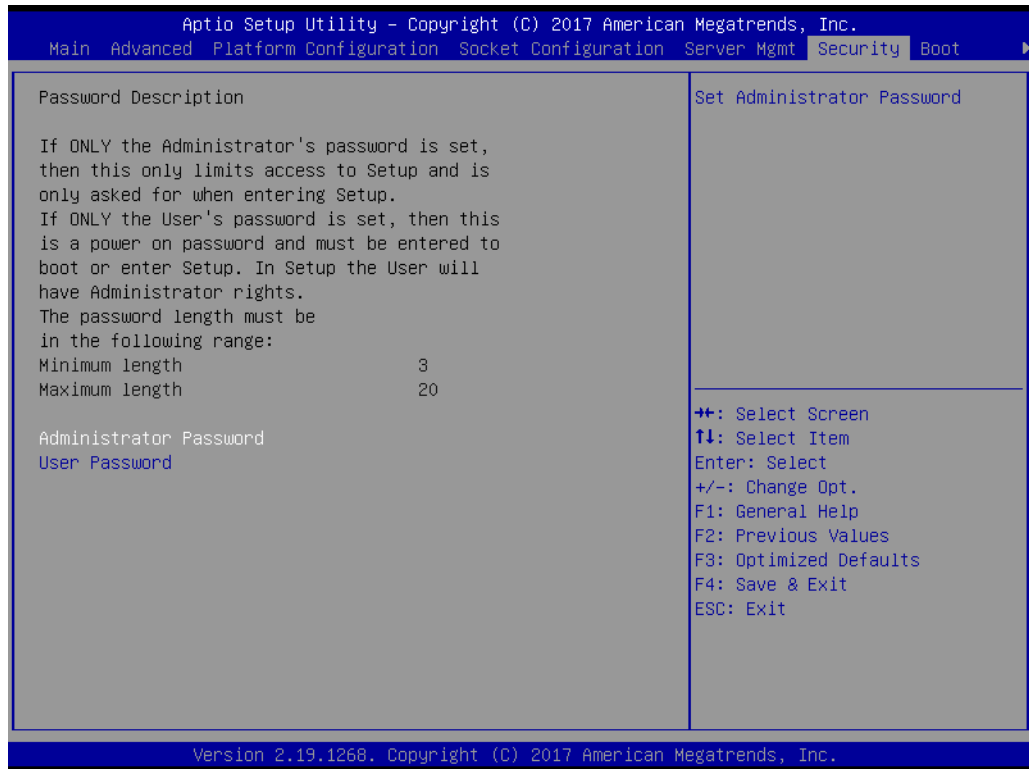 Aptio Setup Utility – Copyright (C) 2017 American Megatrends, Inc.
Main Advanced Platform Configuration Socket Configuration Server Mgmt Security Boot
Password Description
If ONLY the Administrator's password is set,
then this only limits access to Setup and is
only asked for when entering Setup.
If ONLY the User's password is set, then this
is a power on password and must be entered to
boot or enter Setup. In Setup the User will
have Administrator rights.
The password length must be
in the following range:
Minimum length 3
Maximum length 20
Administrator Password
User Password
Set Administrator Password
→←: Select Screen
↑↓: Select Item
Enter: Select
+/-: Change Opt.
F1: General Help
F2: Previous Values
F3: Optimized Defaults
F4: Save & Exit
ESC: Exit
Version 2.19.1268. Copyright (C) 2017 American Megatrends, Inc.